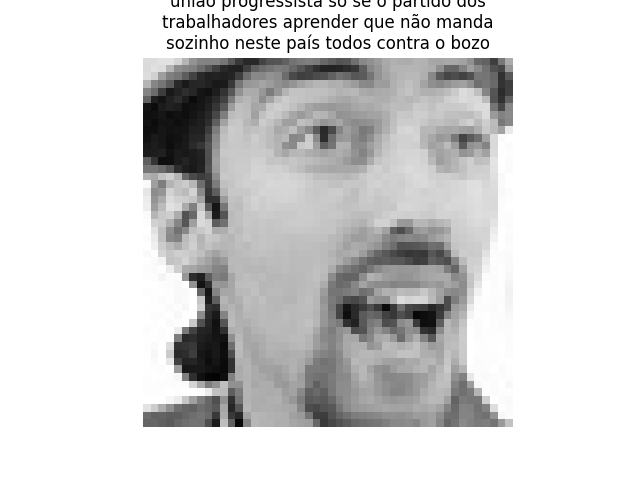 união progressista só se o partido dos
trabalhadores aprender que não manda
sozinho neste país todos contra o bozo